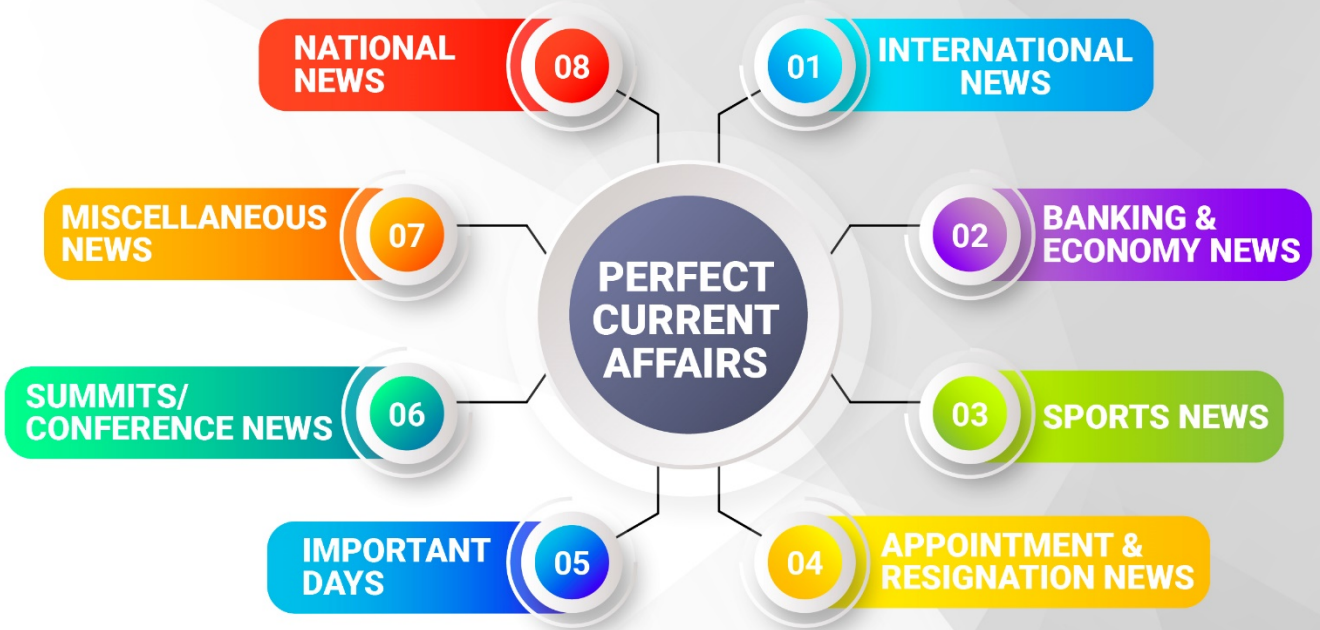 PERFECT
CURRENT
AFFAIRS
01
INTERNATIONAL
NEWS
02
BANKING &
ECONOMY NEWS
03
SPORTS NEWS
04
APPOINTMENT &
RESIGNATION NEWS
05
IMPORTANT
DAYS
06
SUMMITS/
CONFERENCE NEWS
07
MISCELLANEOUS
NEWS
08
NATIONAL
NEWS